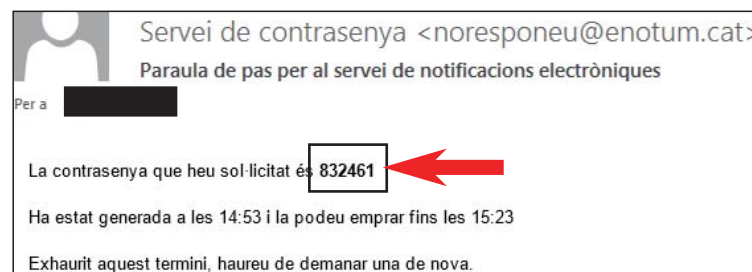 Servei de contrasenya <noresponeu@enotum.cat>
Paraula de pas per al servei de notificacions electròniques
Per a
La contrasenya que heu sol·licitat és 832461
Ha estat generada a les 14:53 i la podeu emprar fins les 15:23
Exhaurit aquest termini, haureu de demanar una de nova.